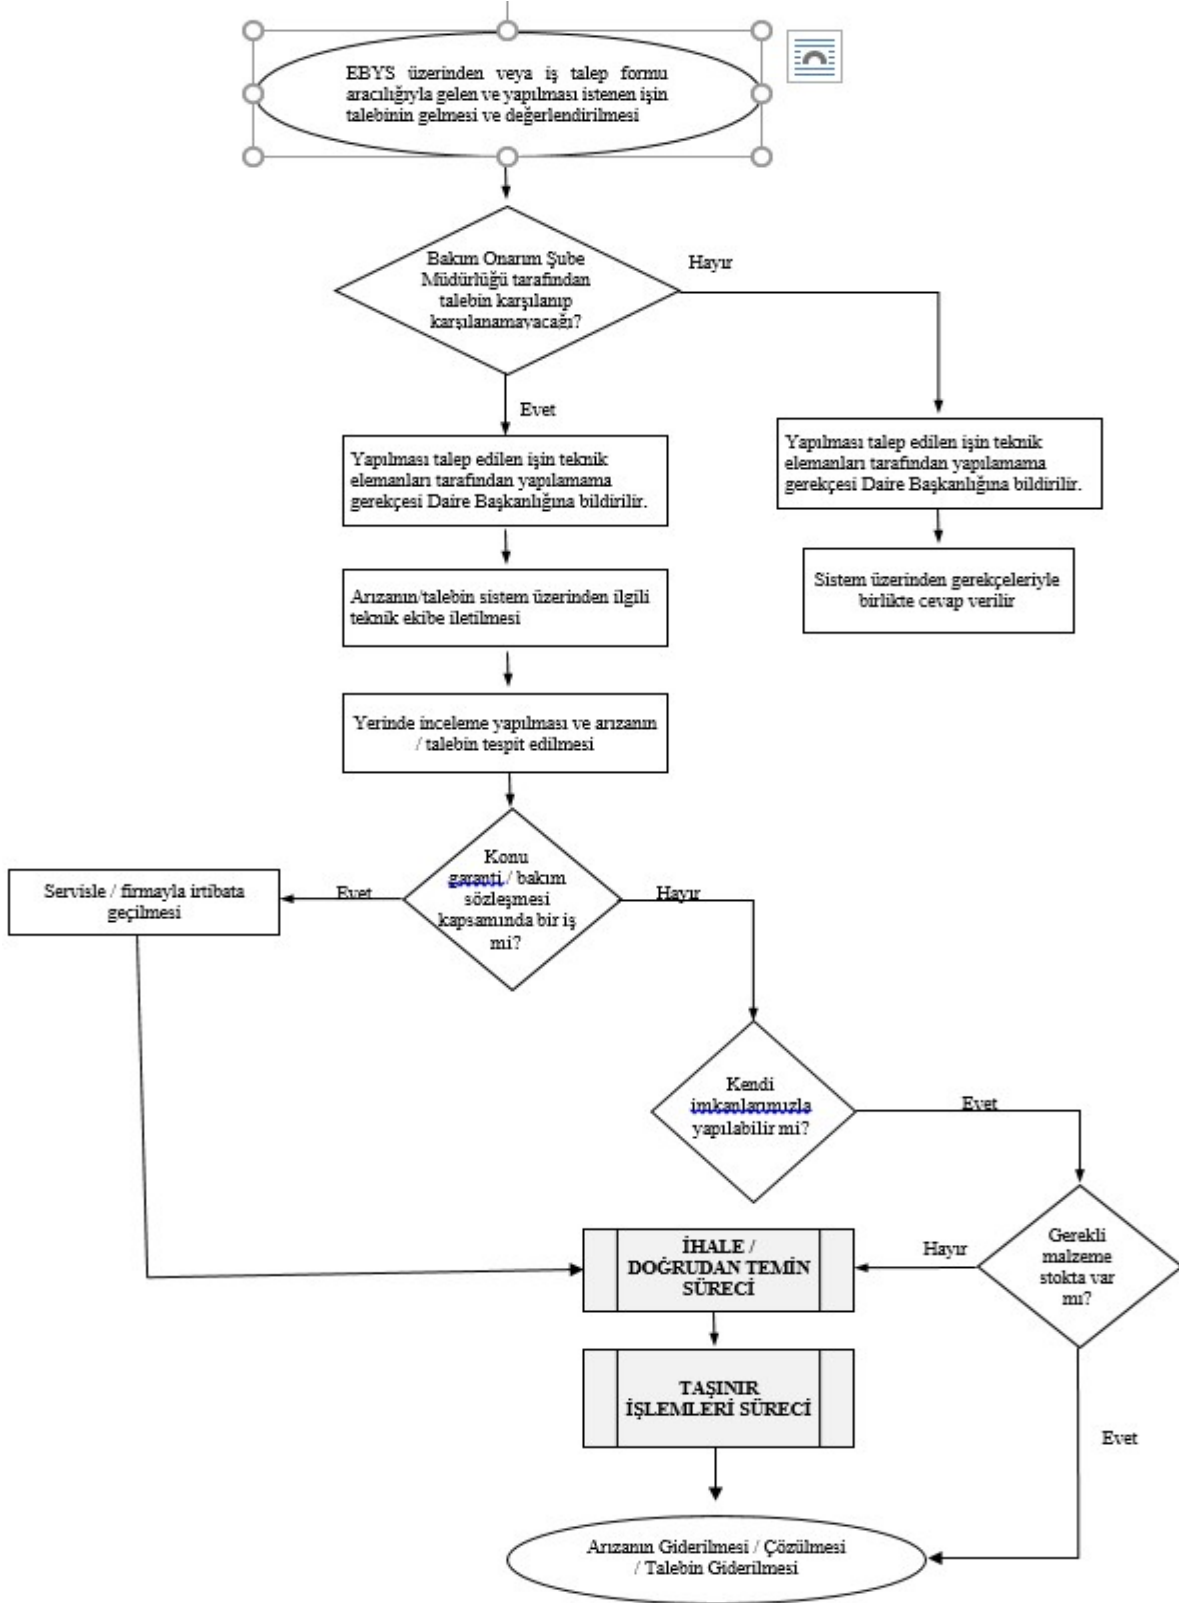 EBYS üzerinden veya iş talep formu
aracılığıyla gelen ve yapılması istenen işin
talebinin gelmesi ve değerlendirilmesi
Bakım Onarım Şube
Müdürlüğü tarafından
talebin karşılanıp
karşılanamayacağı?
Hayır
Evet
Yapılması talep edilen işin teknik
elemanları tarafından yapılamama
gerekçesi Daire Başkanlığına bildirilir.
Yapılması talep edilen işin teknik
elemanları tarafından yapılamama
gerekçesi Daire Başkanlığına bildirilir.
Arızanın/talebin sistem üzerinden ilgili
teknik ekibe iletilmesi
Sistem üzerinden gerekçeleriyle
birlikte cevap verilir
Yerinde inceleme yapılması ve arızanın
/ talebin tespit edilmesi
Konu
garanti / bakım
sözleşmesi
kapsamında bir iş
mi?
Evet
Hayır
Servisle / firmayla irtibata
geçilmesi
Kendi
imkanlarımızla
yapılabilir mi?
Evet
Gerekli
malzeme
stokta var
mı?
Hayır
İHALE /
DOĞRUDAN TEMİN
SÜRECİ
TAŞINIR
İŞLEMLERİ SÜRECİ
Evet
Arızanın Giderilmesi / Çözülmesi
/ Talebin Giderilmesi